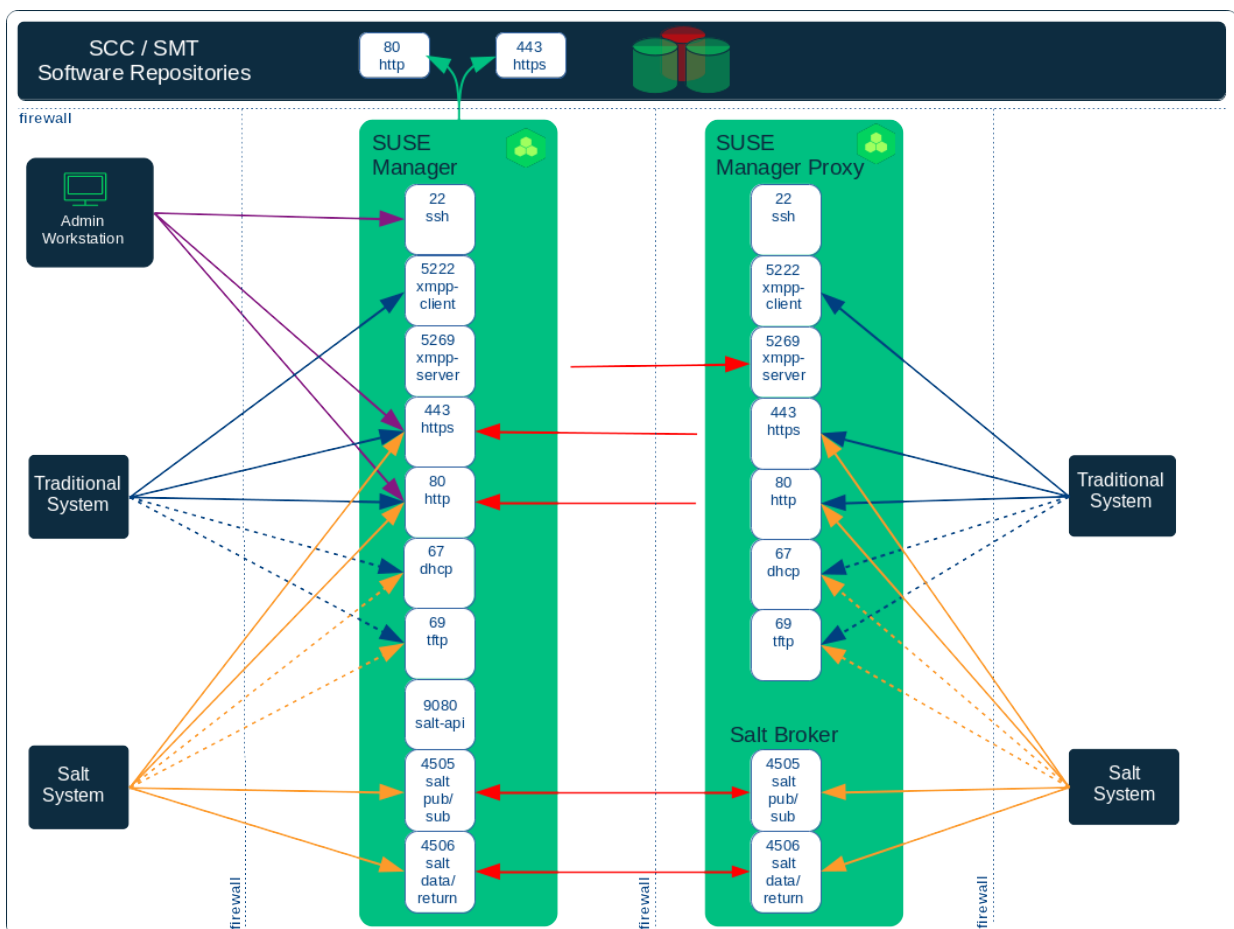 SCC / SMT
Software Repositories
80
http
443
https
firewall
Admin
Workstation
Traditional
System
Salt
System
SUSE
Manager
22
ssh
5222
xmpp-
client
5269
xmpp-
server
443
https
80
http
67
dhcp
69
tftp
9080
salt-api
4505
salt
pub/
sub
4506
salt
data/
return
SUSE
Manager Proxy
22
ssh
5222
xmpp-
client
5269
xmpp-
server
443
https
80
http
67
dhcp
69
tftp
Salt Broker
4505
salt
pub/
sub
4506
salt
data/
return
Traditional
System
Salt
System
firewall
firewall
firewall